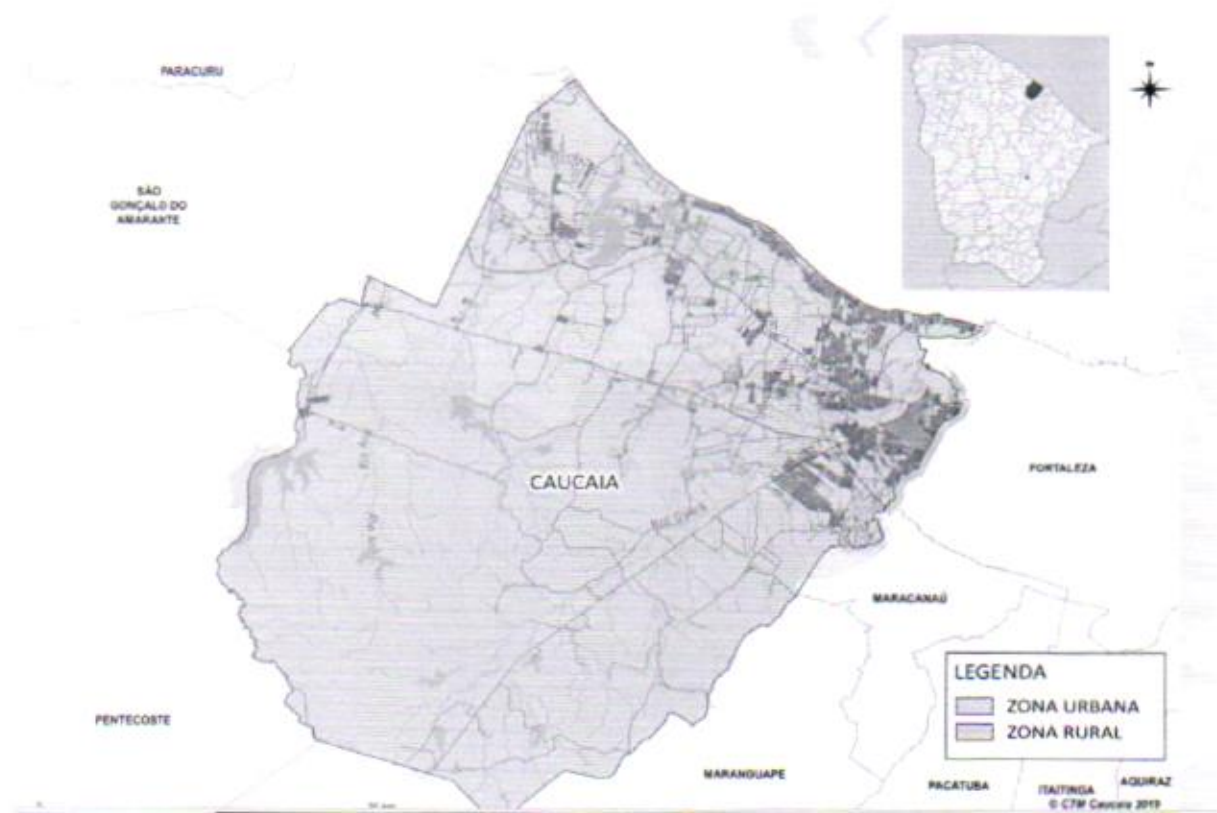 PARACURU
SÃO
GONÇALO DO
AMARANTE
CAUCAIA
FORTALEZA
MARACANAÚ
LEGENDA
ZONA URBANA
ZONA RURAL
PENTECOSTE
MARANGUAPE
PACATUBA
ITAITINGA
AQUIRAZ
© CTM Caucaia 2019